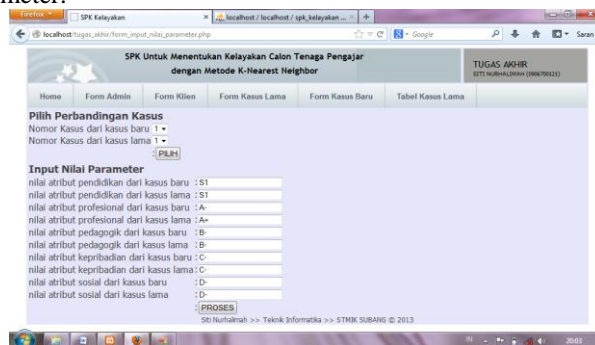 meter.
Firefox
SPK Kelayakan
localhost / localhost / spk_kelayakan ...
localhost/tugas_akhir/form_input_nilai_parameter.php
Google
Saran
SPK Untuk Menentukan Kelayakan Calon Tenaga Pengajar
dengan Metode K-Nearest Neighbor
TUGAS AKHIR
Home
Form Admin
Form Klien
Form Kasus Lama
Form Kasus Baru
Tabel Kasus Lama
Pilih Perbandingan Kasus
Nomor Kasus dari kasus baru 1
Nomor Kasus dari kasus lama 1
: PILIH
Input Nilai Parameter
nilai atribut pendidikan dari kasus baru : S1
nilai atribut pendidikan dari kasus lama : S1
nilai atribut profesional dari kasus baru : A-
nilai atribut profesional dari kasus lama : A+
nilai atribut pedagogik dari kasus baru : B-
nilai atribut pedagogik dari kasus lama : B-
nilai atribut kepribadian dari kasus baru : C-
nilai atribut kepribadian dari kasus lama : C-
nilai atribut sosial dari kasus baru : D-
nilai atribut sosial dari kasus lama : D-
: PROSES
Siti Nurhalimah >> Teknik Informatika >> STMIK SUBANG © 2013
IN
20:03